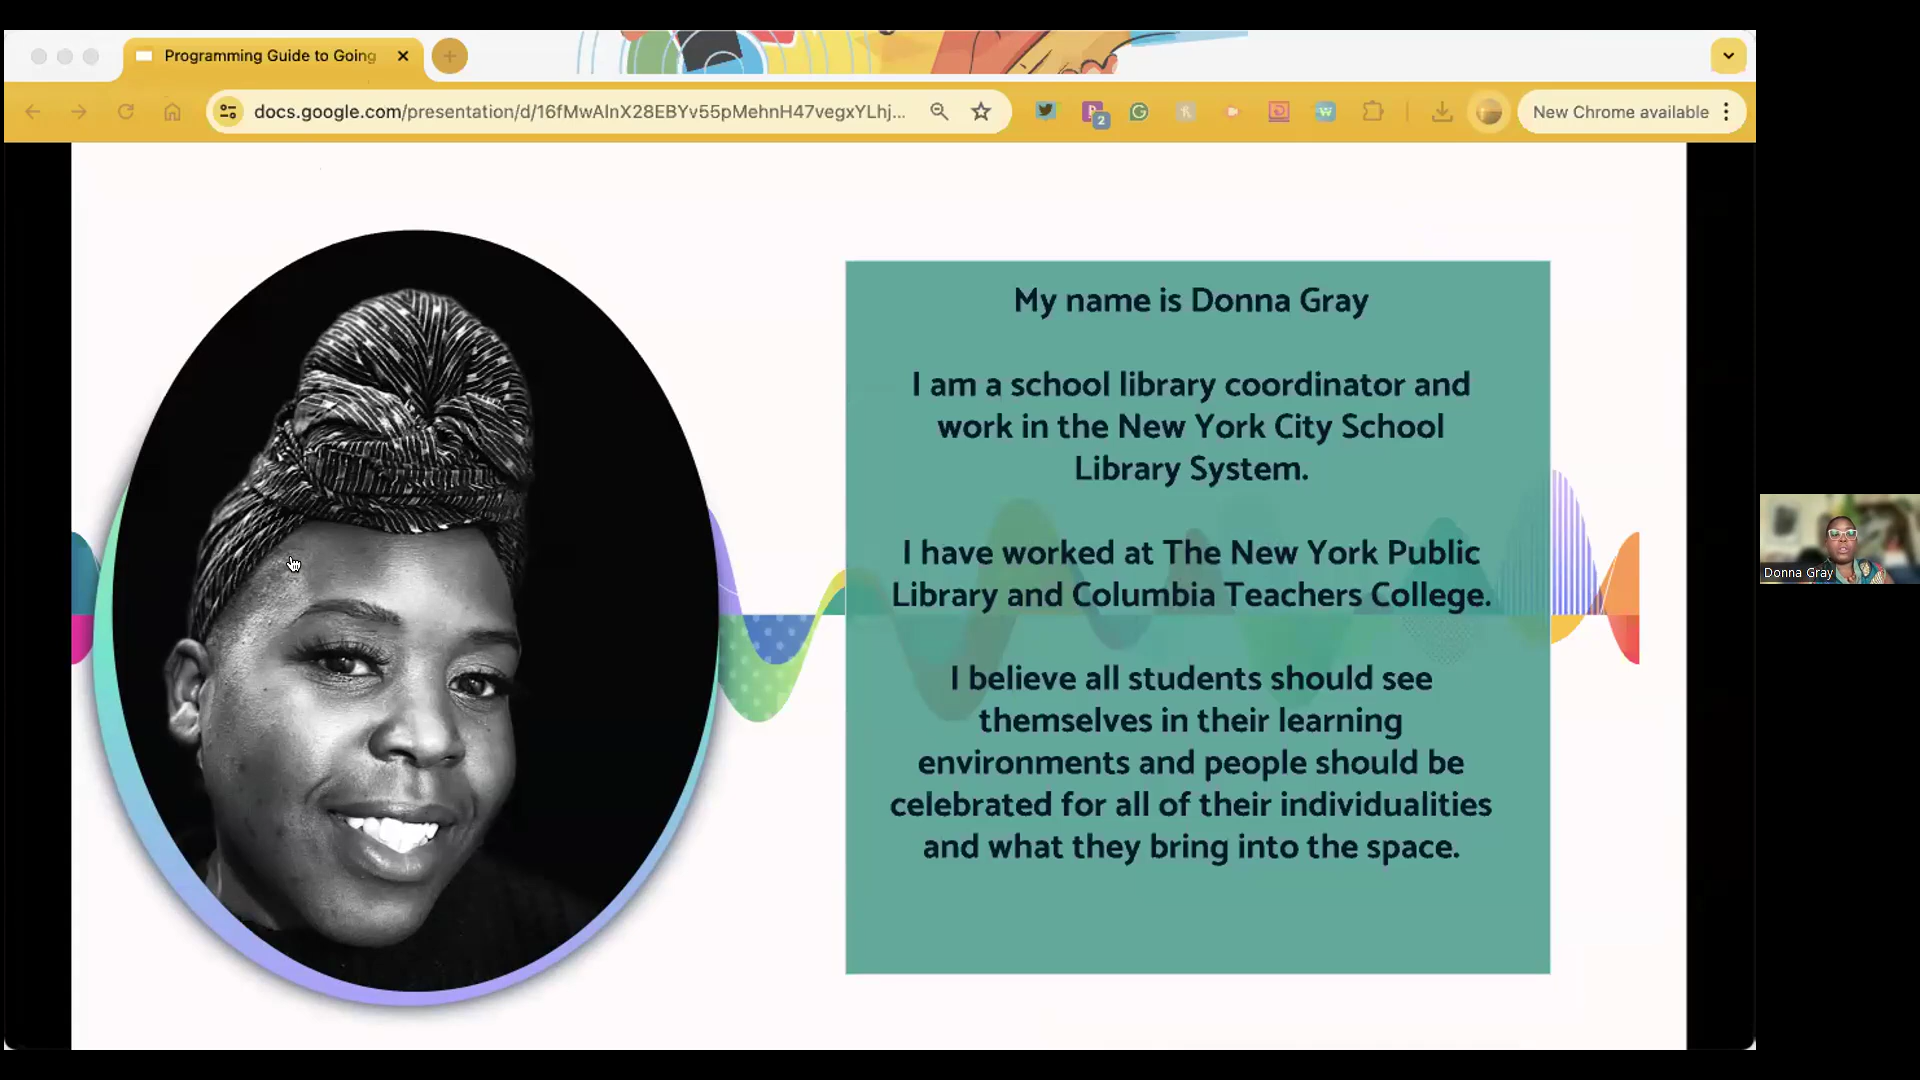 Programming Guide to Going
docs.google.com/presentation/d/16fMwAlnX28EBYv55pMehnH47vegxYLhj...
2
New Chrome available
My name is Donna Gray
I am a school library coordinator and
work in the New York City School
Library System.
I have worked at The New York Public
Library and Columbia Teachers College.
I believe all students should see
themselves in their learning
environments and people should be
celebrated for all of their individualities
and what they bring into the space.
Donna Gray